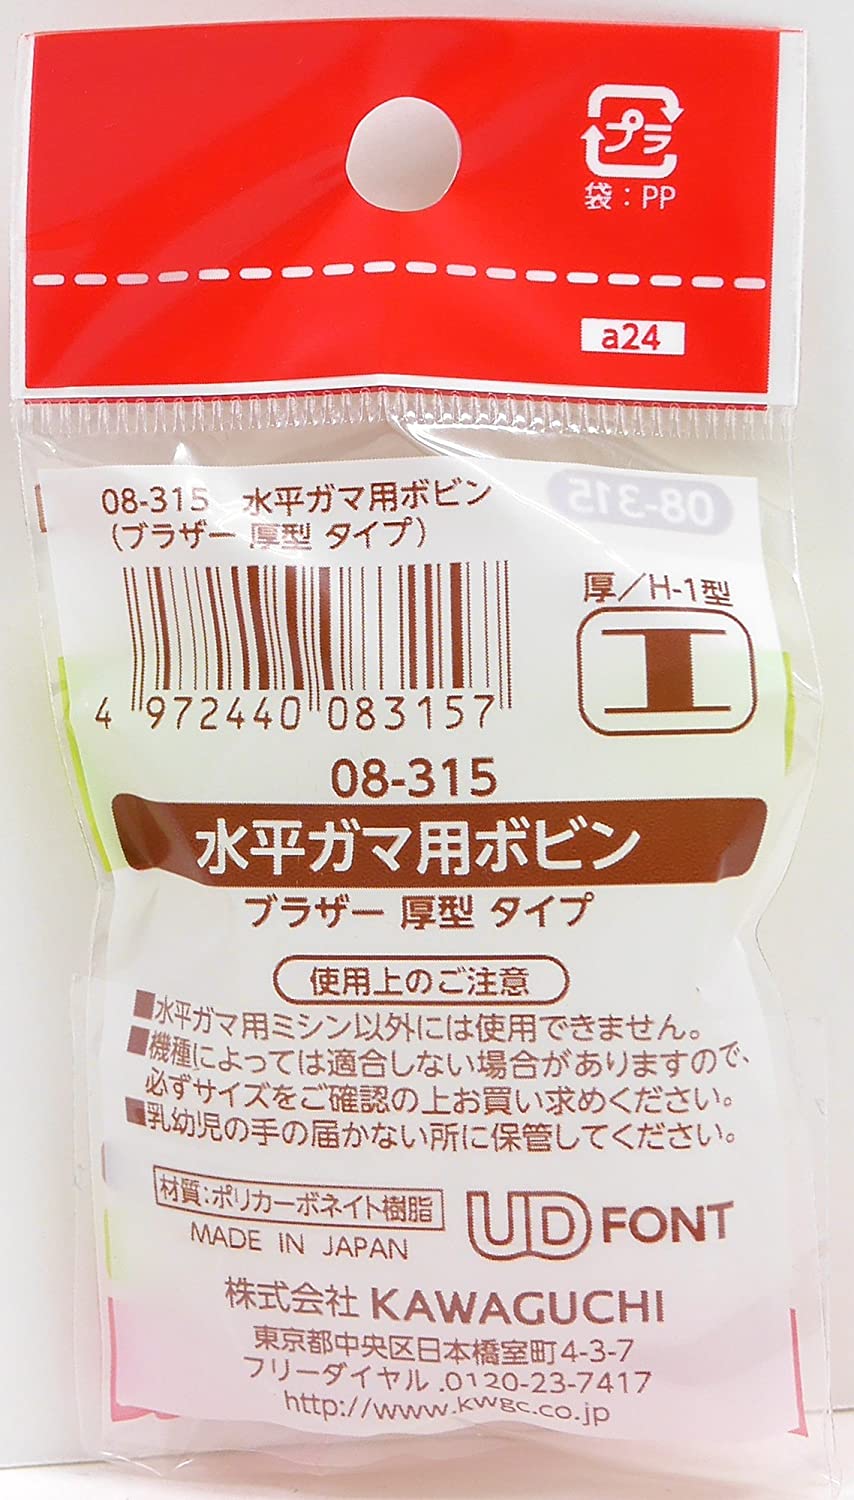 プラ
袋：PP
a24
08-315 水平ガマ用ボビン
（ブラザー 厚型 タイプ）
08-315
厚／H-1型
4 972440 083157
08-315
水平ガマ用ボビン
ブラザー 厚型 タイプ
使用上のご注意
■水平ガマ用ミシン以外には使用できません。
■機種によっては適合しない場合がありますので、
必ずサイズをご確認の上お買い求めください。
■乳幼児の手の届かない所に保管してください。
材質：ポリカーボネイト樹脂
MADE IN JAPAN
UD FONT
株式会社 KAWAGUCHI
東京都中央区日本橋室町4-3-7
フリーダイヤル.0120-23-7417
http://www.kwgc.co.jp